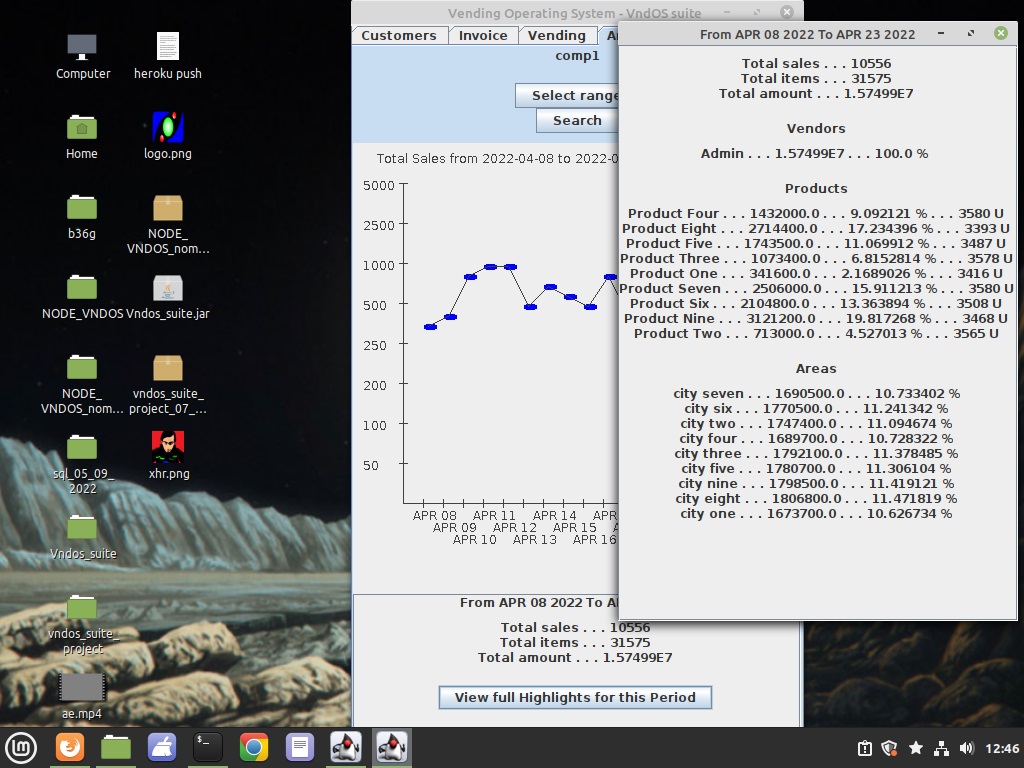 Computer
heroku push
Home
logo.png
b36g
NODE_
VNDOS_nom...
NODE_VNDOS
Vndos_suite.jar
NODE_
VNDOS_nom...
vndos_suite_
project_07_...
sql_05_09_
2022
xhr.png
Vndos_suite
vndos_suite_
project
ae.mp4
Vending Operating System - VndOS suite
Customers
Invoice
Vending
comp1
Select range
Search
Total Sales from 2022-04-08 to 2022-0
5000
2500
1000
500
250
200
100
50
APR 08
APR 09
APR 10
APR 11
APR 12
APR 13
APR 14
APR 15
APR 16
From APR 08 2022 To A
Total sales . . . 10556
Total items . . . 31575
Total amount . . . 1.57499E7
View full Highlights for this Period
From APR 08 2022 To APR 23 2022
Total sales . . . 10556
Total items . . . 31575
Total amount . . . 1.57499E7
Vendors
Admin . . . 1.57499E7 . . . 100.0 %
Products
Product Four . . . 1432000.0 . . . 9.092121 % . . . 3580 U
Product Eight . . . 2714400.0 . . . 17.234396 % . . . 3393 U
Product Five . . . 1743500.0 . . . 11.069912 % . . . 3487 U
Product Three . . . 1073400.0 . . . 6.8152814 % . . . 3578 U
Product One . . . 341600.0 . . . 2.1689026 % . . . 3416 U
Product Seven . . . 2506000.0 . . . 15.911213 % . . . 3580 U
Product Six . . . 2104800.0 . . . 13.363894 % . . . 3508 U
Product Nine . . . 3121200.0 . . . 19.817268 % . . . 3468 U
Product Two . . . 713000.0 . . . 4.527013 % . . . 3565 U
Areas
city seven . . . 1690500.0 . . . 10.733402 %
city six . . . 1770500.0 . . . 11.241342 %
city two . . . 1747400.0 . . . 11.094674 %
city four . . . 1689700.0 . . . 10.728322 %
city three . . . 1792100.0 . . . 11.378485 %
city five . . . 1780700.0 . . . 11.306104 %
city nine . . . 1798500.0 . . . 11.419121 %
city eight . . . 1806800.0 . . . 11.471819 %
city one . . . 1673700.0 . . . 10.626734 %
12:46